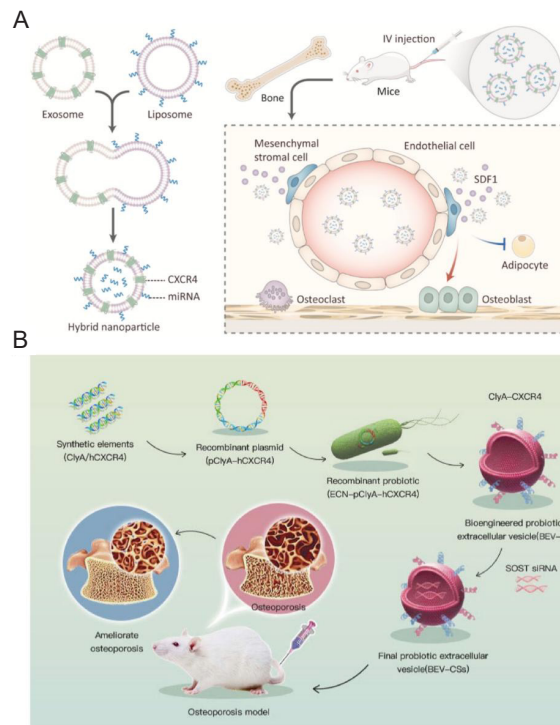 A
Exosome
Liposome
CXCR4
miRNA
Hybrid nanoparticle
Bone
IV injection
Mice
Mesenchymal
stromal cell
Endothelial cell
SDF1
Adipocyte
Osteoclast
Osteoblast
B
Synthetic elements
(ClyA/hCXCR4)
Recombinant plasmid
(pClyA-hCXCR4)
Recombinant probiotic
(ECN-pClyA-hCXCR4)
ClyA-CXCR4
Bioengineered probiotic
extracellular vesicle(BEV-
SOST siRNA
Final probiotic extracellular
vesicle(BEV-CSs)
Osteoporosis
Ameliorate
osteoporosis
Osteoporosis model